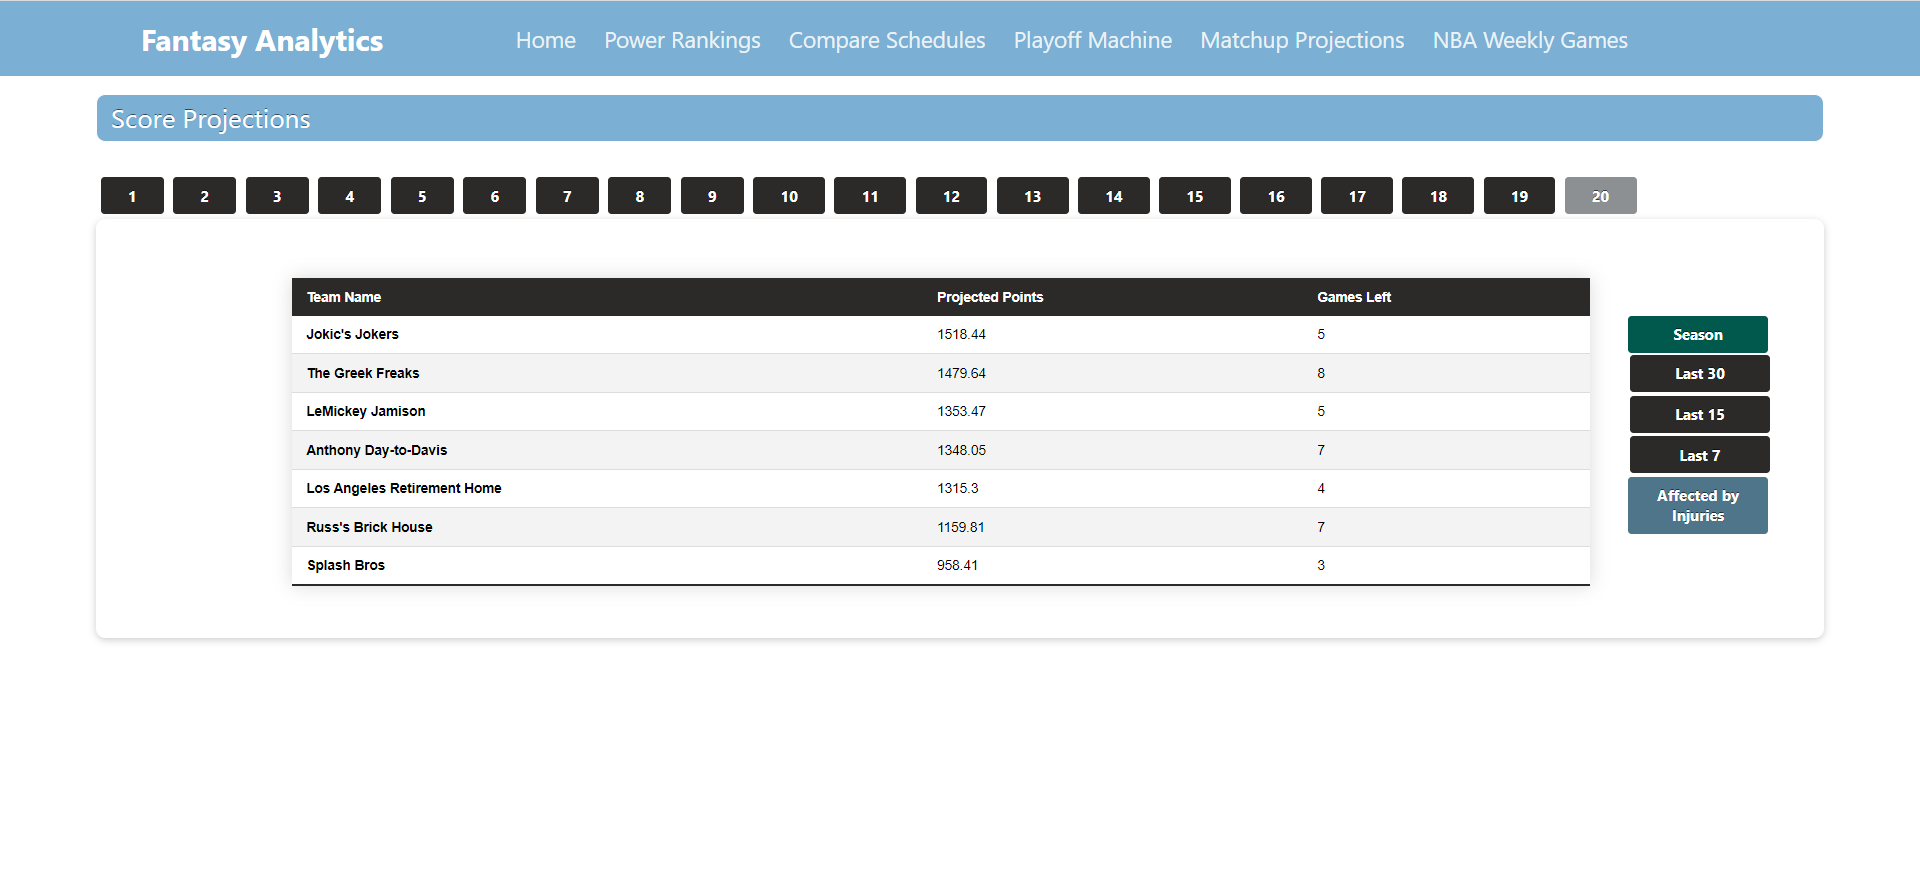 Fantasy Analytics Home Power Rankings Compare Schedules Playoff Machine Matchup Projections NBA Weekly Games
Score Projections
1 2 3 4 5 6 7 8 9 10 11 12 13 14 15 16 17 18 19 20
Team Name Projected Points Games Left
Jokic's Jokers 1518.44 5
The Greek Freaks 1479.64 8
LeMickey Jamison 1353.47 5
Anthony Day-to-Davis 1348.05 7
Los Angeles Retirement Home 1315.3 4
Russ's Brick House 1159.81 7
Splash Bros 958.41 3
Season
Last 30
Last 15
Last 7
Affected by
Injuries